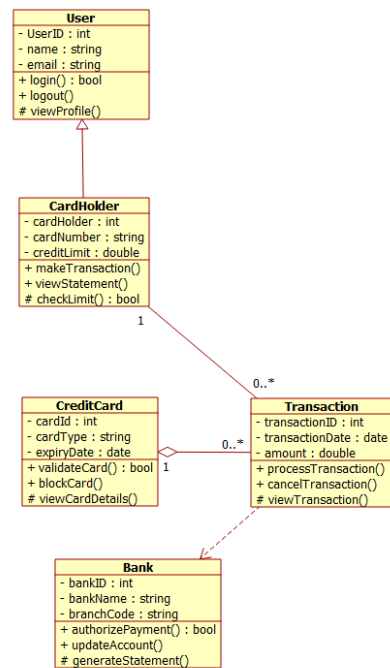 User
- UserID : int
- name : string
- email : string
+ login() : bool
+ logout()
# viewProfile()
CardHolder
- cardHolder : int
- cardNumber : string
- creditLimit : double
+ makeTransaction()
+ viewStatement()
# checkLimit() : bool
1
0..*
CreditCard
- cardId : int
- cardType : string
- expiryDate : date
+ validateCard() : bool
+ blockCard()
# viewCardDetails()
1
0..*
Transaction
- transactionID : int
- transactionDate : date
- amount : double
+ processTransaction()
+ cancelTransaction()
# viewTransaction()
Bank
- bankID : int
- bankName : string
- branchCode : string
+ authorizePayment() : bool
+ updateAccount()
# generateStatement()